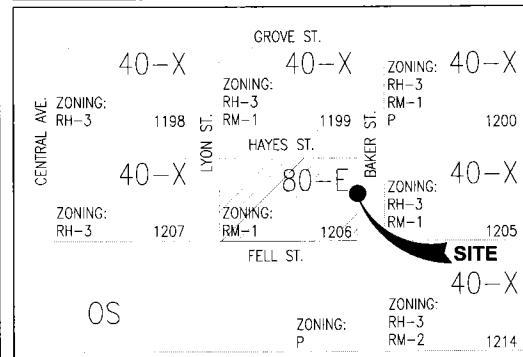 GROVE ST.
40-X
40-X
40-X
ZONING:
RH-3
1198
ZONING:
RH-3
RM-1
1199
ZONING:
RH-3
RM-1
P
1200
CENTRAL AVE.
LYON ST.
BAKER ST.
HAYES ST.
40-X
80-E
40-X
ZONING:
RH-3
1207
ZONING:
RM-1
1206
ZONING:
RH-3
RM-1
1205
FELL ST.
SITE
40-X
OS
ZONING:
P
ZONING:
RH-3
RM-2
1214